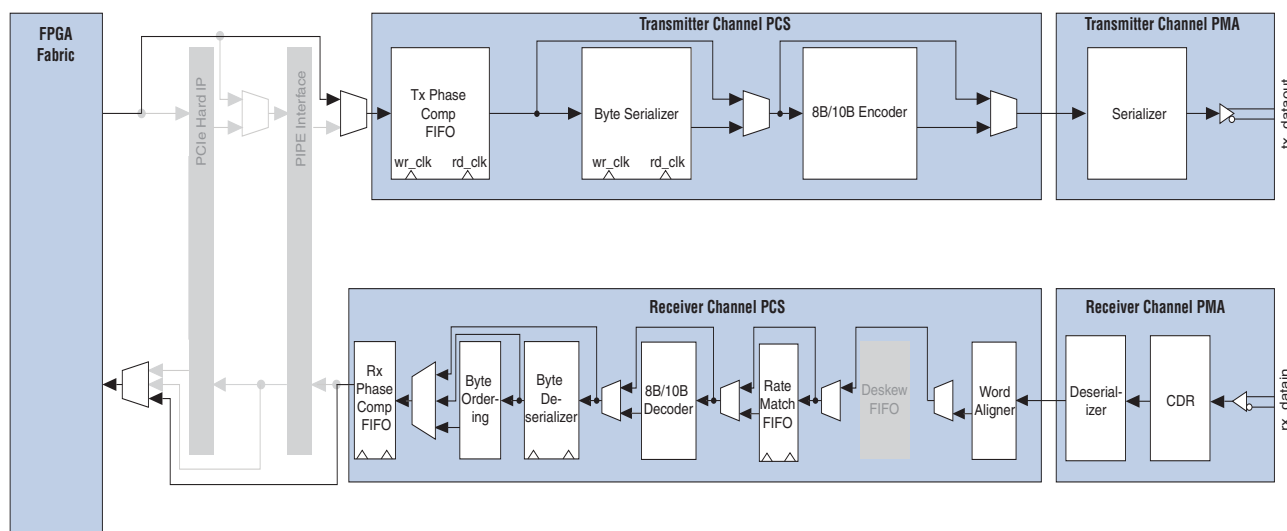 FPGA
Fabric
PCIe Hard IP
PIPE Interface
Transmitter Channel PCS
Tx Phase
Comp
FIFO
wr_clk
rd_clk
Byte Serializer
wr_clk
rd_clk
8B/10B Encoder
Transmitter Channel PMA
Serializer
tx_dataout
Receiver Channel PCS
Rx
Phase
Comp
FIFO
Byte
Order-
ing
Byte
De-
serializer
8B/10B
Decoder
Rate
Match
FIFO
Deskew
FIFO
Word
Aligner
Receiver Channel PMA
Deserial-
izer
CDR
rx_datain